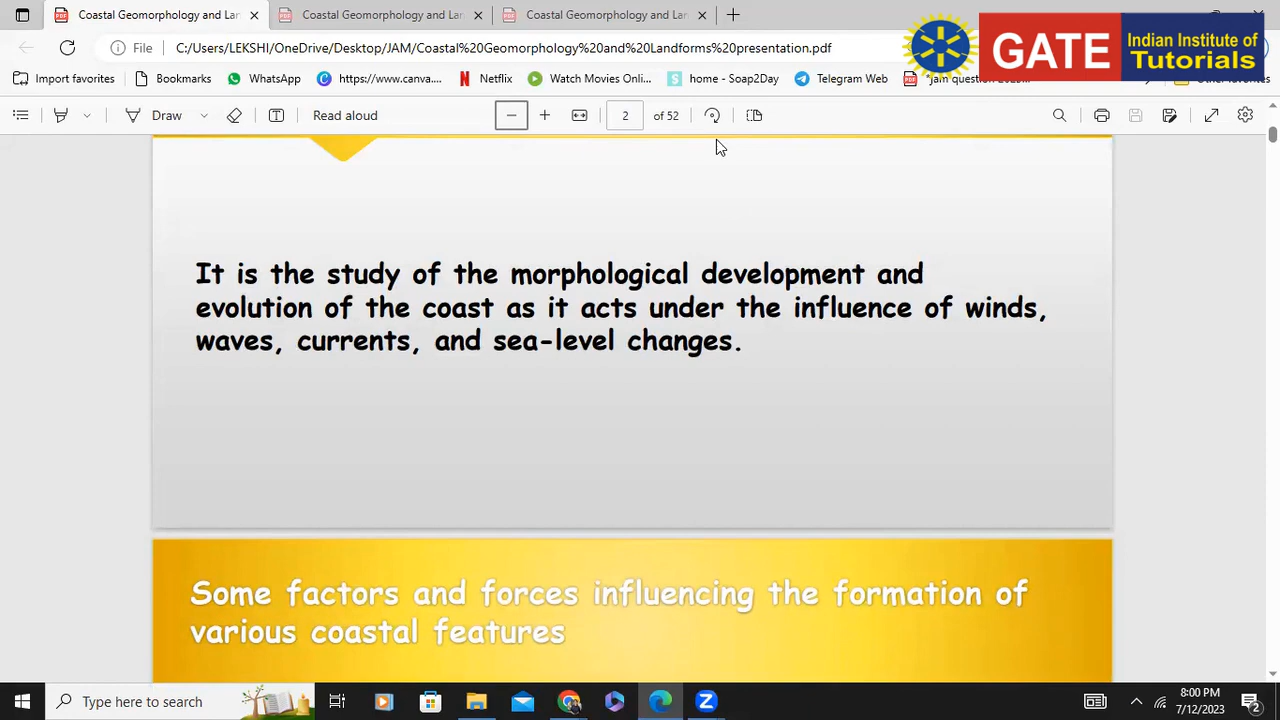 Coastal Geomorphology and Lan
Coastal Geomorphology and Lan
Coastal Geomorphology and Lan
File
C:/Users/LEKSHI/OneDrive/Desktop/JAM/Coastal%20Geomorphology%20and%20Landforms%20presentation.pdf
GATE
Indian Institute of
Tutorials
Import favorites
Bookmarks
WhatsApp
https://www.canva....
Netflix
Watch Movies Onli...
home - Soap2Day
Telegram Web
Draw
Read aloud
2
of 52
It is the study of the morphological development and
evolution of the coast as it acts under the influence of winds,
waves, currents, and sea-level changes.
Some factors and forces influencing the formation of
various coastal features
Type here to search
8:00 PM
7/12/2023
2